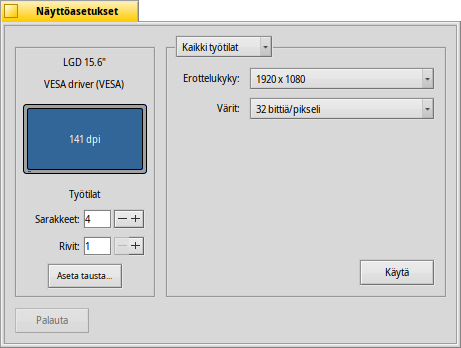 Näyttöasetukset
LGD 15.6"
VESA driver (VESA)
141 dpi
Työtilat
Sarakkeet: 4
Rivit: 1
Aseta tausta...
Kaikki työtilat
Erottelukyky: 1920 x 1080
Värit: 32 bittiä/pikseli
Käytä
Palauta